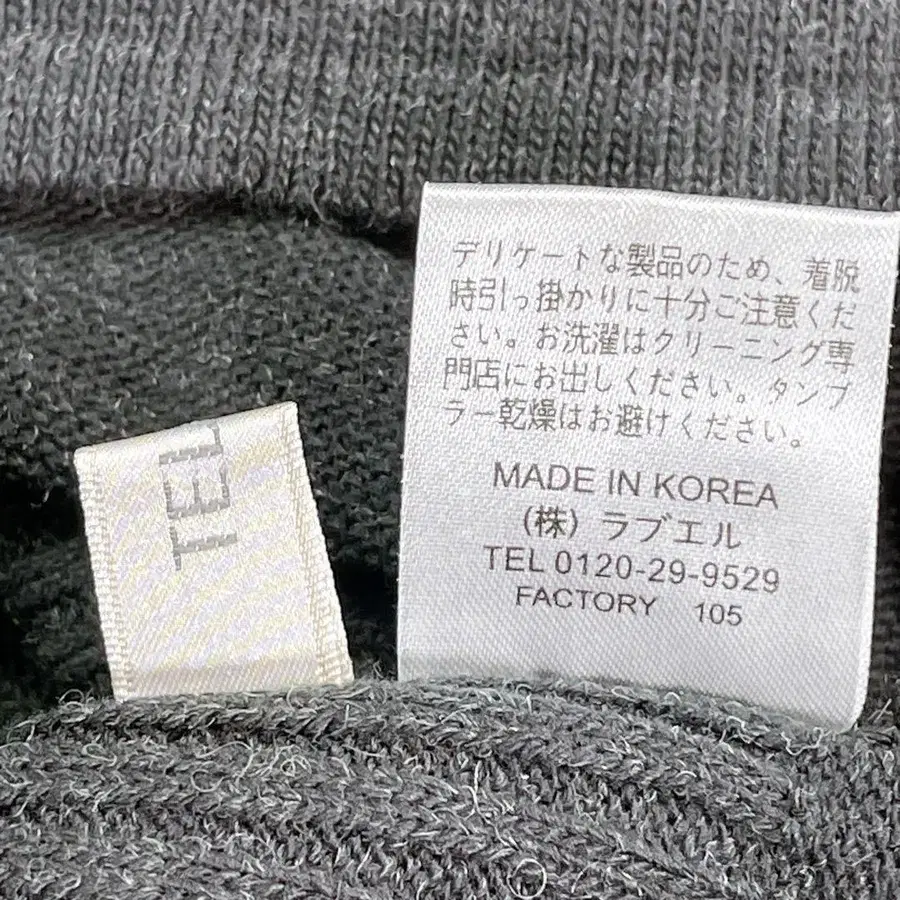 デリケートな製品のため、着脱
時引っ掛かりに十分ご注意くだ
さい。お洗濯はクリーニング専
門店にお出しください。タンブ
ラー乾燥はお避けください。
MADE IN KOREA
(株) ラブエル
TEL 0120-29-9529
FACTORY 105